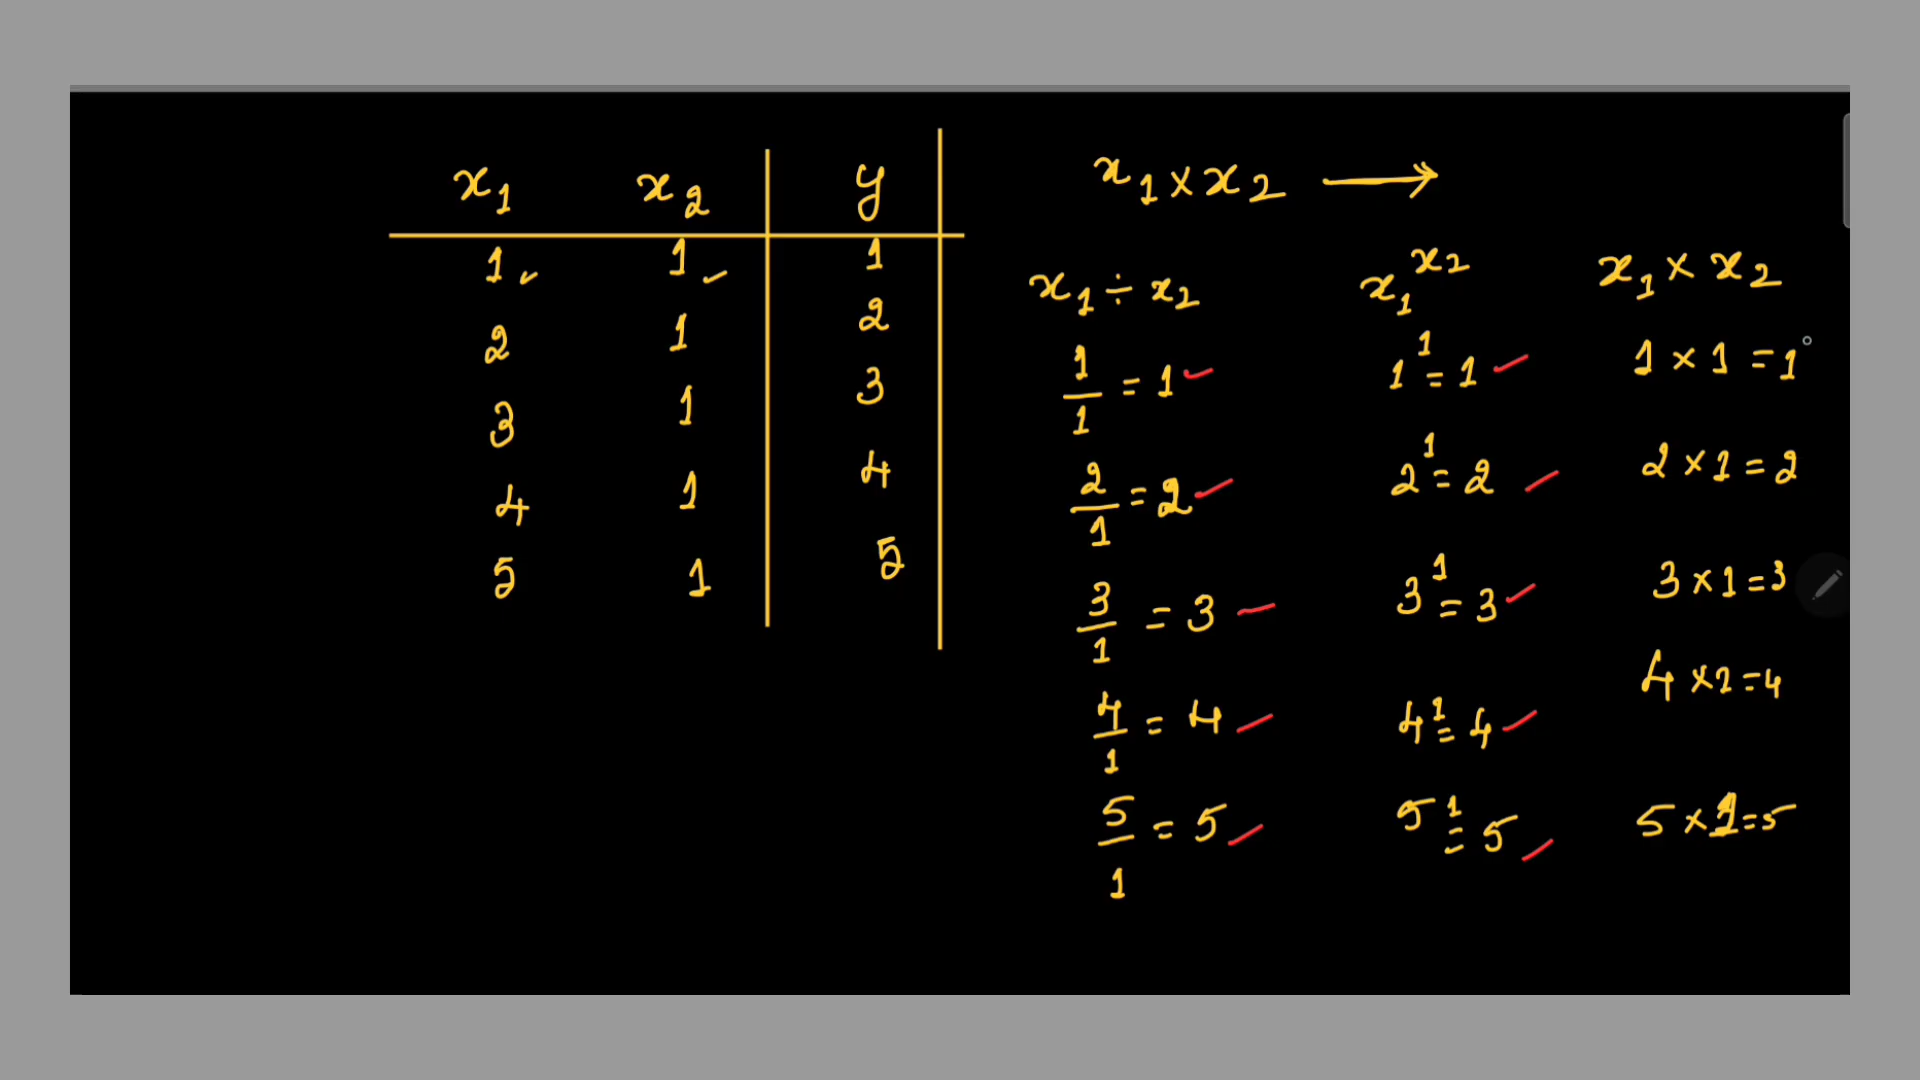 x₁ x₂ y
1 1 1
2 1 2
3 1 3
4 1 4
5 1 5
x₁ × x₂ →
x₁ ÷ x₂
1/1 = 1
2/1 = 2
3/1 = 3
4/1 = 4
5/1 = 5
x₁^x₂
1^1 = 1
2^1 = 2
3^1 = 3
4^1 = 4
5^1 = 5
x₁ × x₂
1 × 1 = 1
2 × 1 = 2
3 × 1 = 3
4 × 1 = 4
5 × 1 = 5